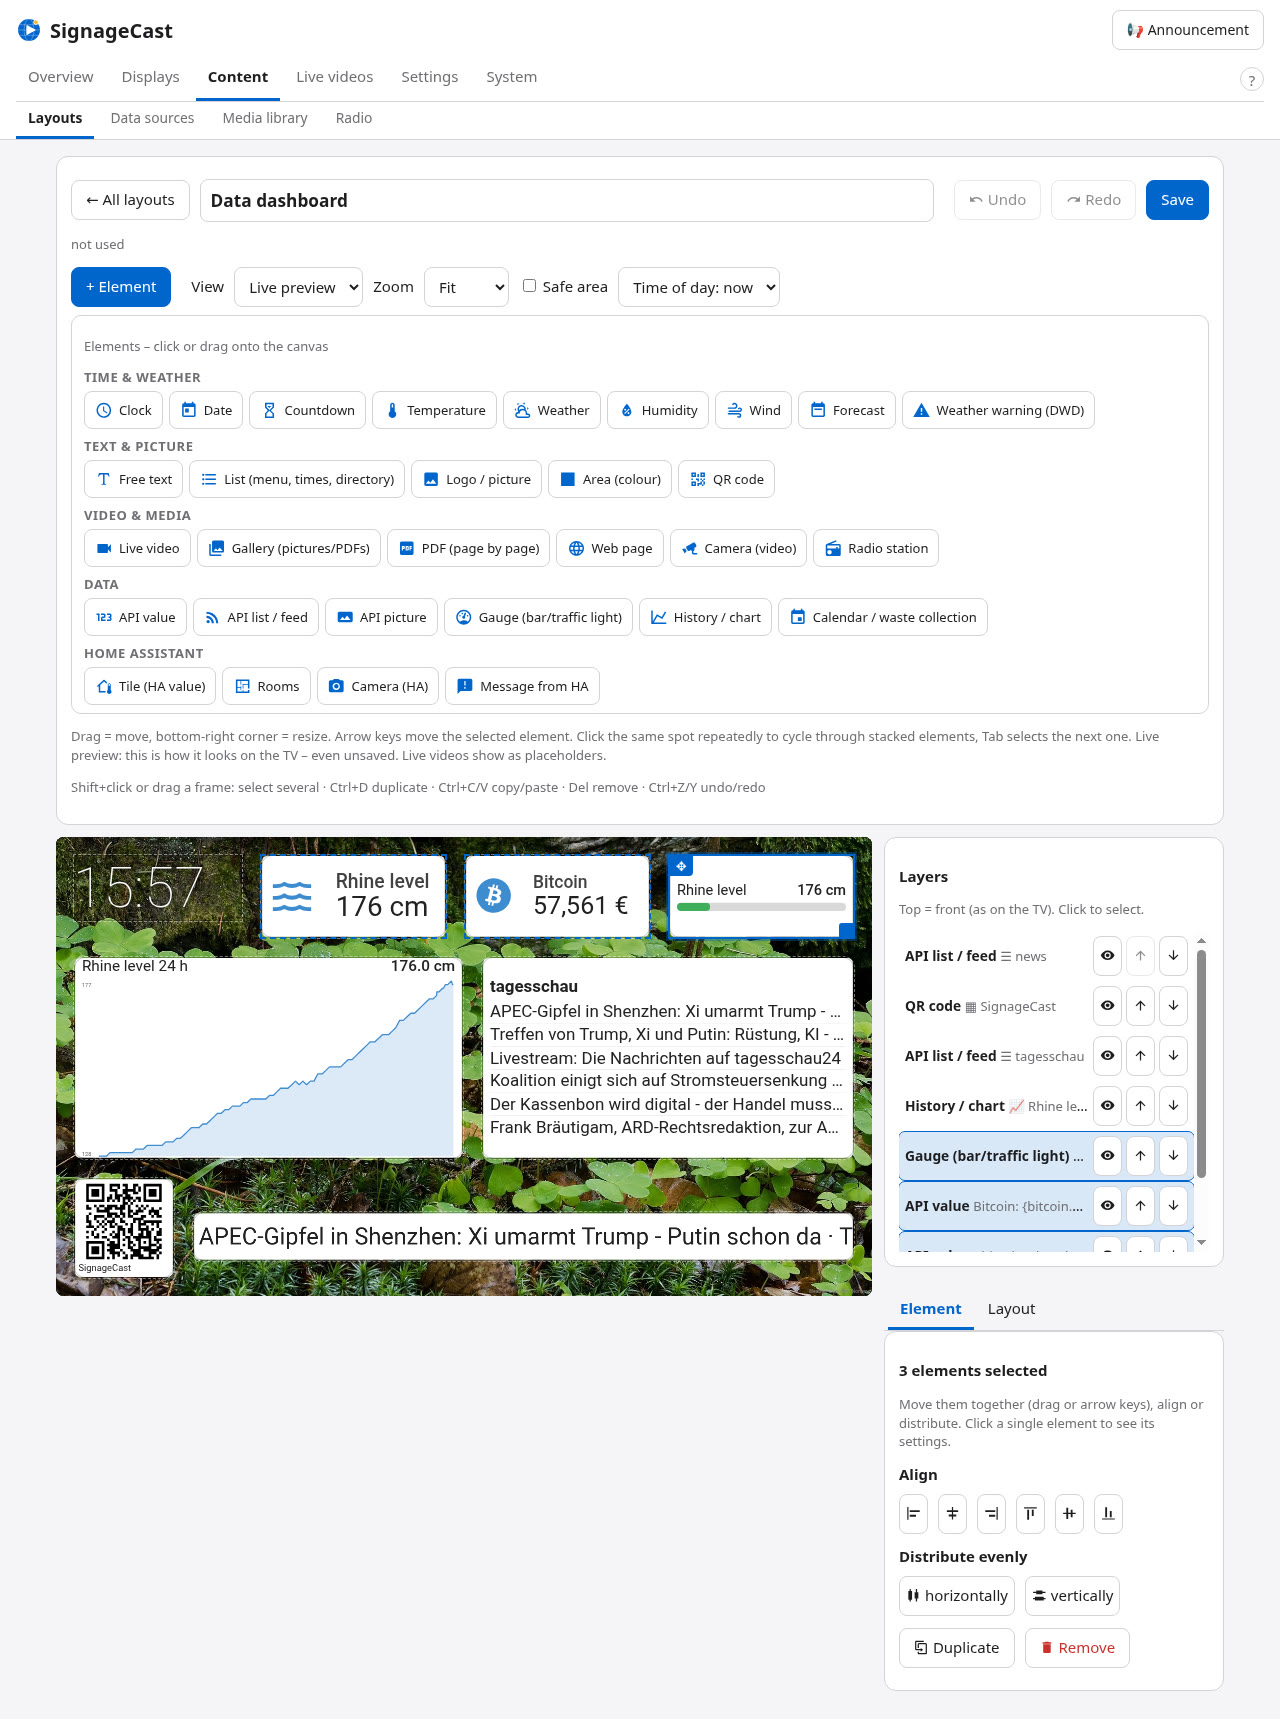 SignageCast
Announcement
Overview Displays Content Live videos Settings System ?
Layouts Data sources Media library Radio
← All layouts Data dashboard Undo Redo Save
not used
+ Element View Live preview Zoom Fit Safe area Time of day: now
Elements – click or drag onto the canvas
TIME & WEATHER
Clock Date Countdown Temperature Weather Humidity Wind Forecast Weather warning (DWD)
TEXT & PICTURE
Free text List (menu, times, directory) Logo / picture Area (colour) QR code
VIDEO & MEDIA
Live video Gallery (pictures/PDFs) PDF (page by page) Web page Camera (video) Radio station
DATA
API value API list / feed API picture Gauge (bar/traffic light) History / chart Calendar / waste collection
HOME ASSISTANT
Tile (HA value) Rooms Camera (HA) Message from HA
Drag = move, bottom-right corner = resize. Arrow keys move the selected element. Click the same spot repeatedly to cycle through stacked elements, Tab selects the next one. Live
preview: this is how it looks on the TV – even unsaved. Live videos show as placeholders.
Shift+click or drag a frame: select several · Ctrl+D duplicate · Ctrl+C/V copy/paste · Del remove · Ctrl+Z/Y undo/redo
15:57
Rhine level
176 cm
Bitcoin
57,561 €
Rhine level 176 cm
Rhine level 24 h 176.0 cm
177
128
tagesschau
APEC-Gipfel in Shenzhen: Xi umarmt Trump - ...
Treffen von Trump, Xi und Putin: Rüstung, KI - ...
Livestream: Die Nachrichten auf tagesschau24
Koalition einigt sich auf Stromsteuersenkung ...
Der Kassenbon wird digital - der Handel muss...
Frank Bräutigam, ARD-Rechtsredaktion, zur A...
SignageCast
APEC-Gipfel in Shenzhen: Xi umarmt Trump - Putin schon da · T
Layers
Top = front (as on the TV). Click to select.
API list / feed ☰ news
QR code ▦ SignageCast
API list / feed ☰ tagesschau
History / chart 📈 Rhine le...
Gauge (bar/traffic light) ...
API value Bitcoin: {bitcoin....
Element Layout
3 elements selected
Move them together (drag or arrow keys), align or
distribute. Click a single element to see its
settings.
Align
Distribute evenly
horizontally vertically
Duplicate Remove